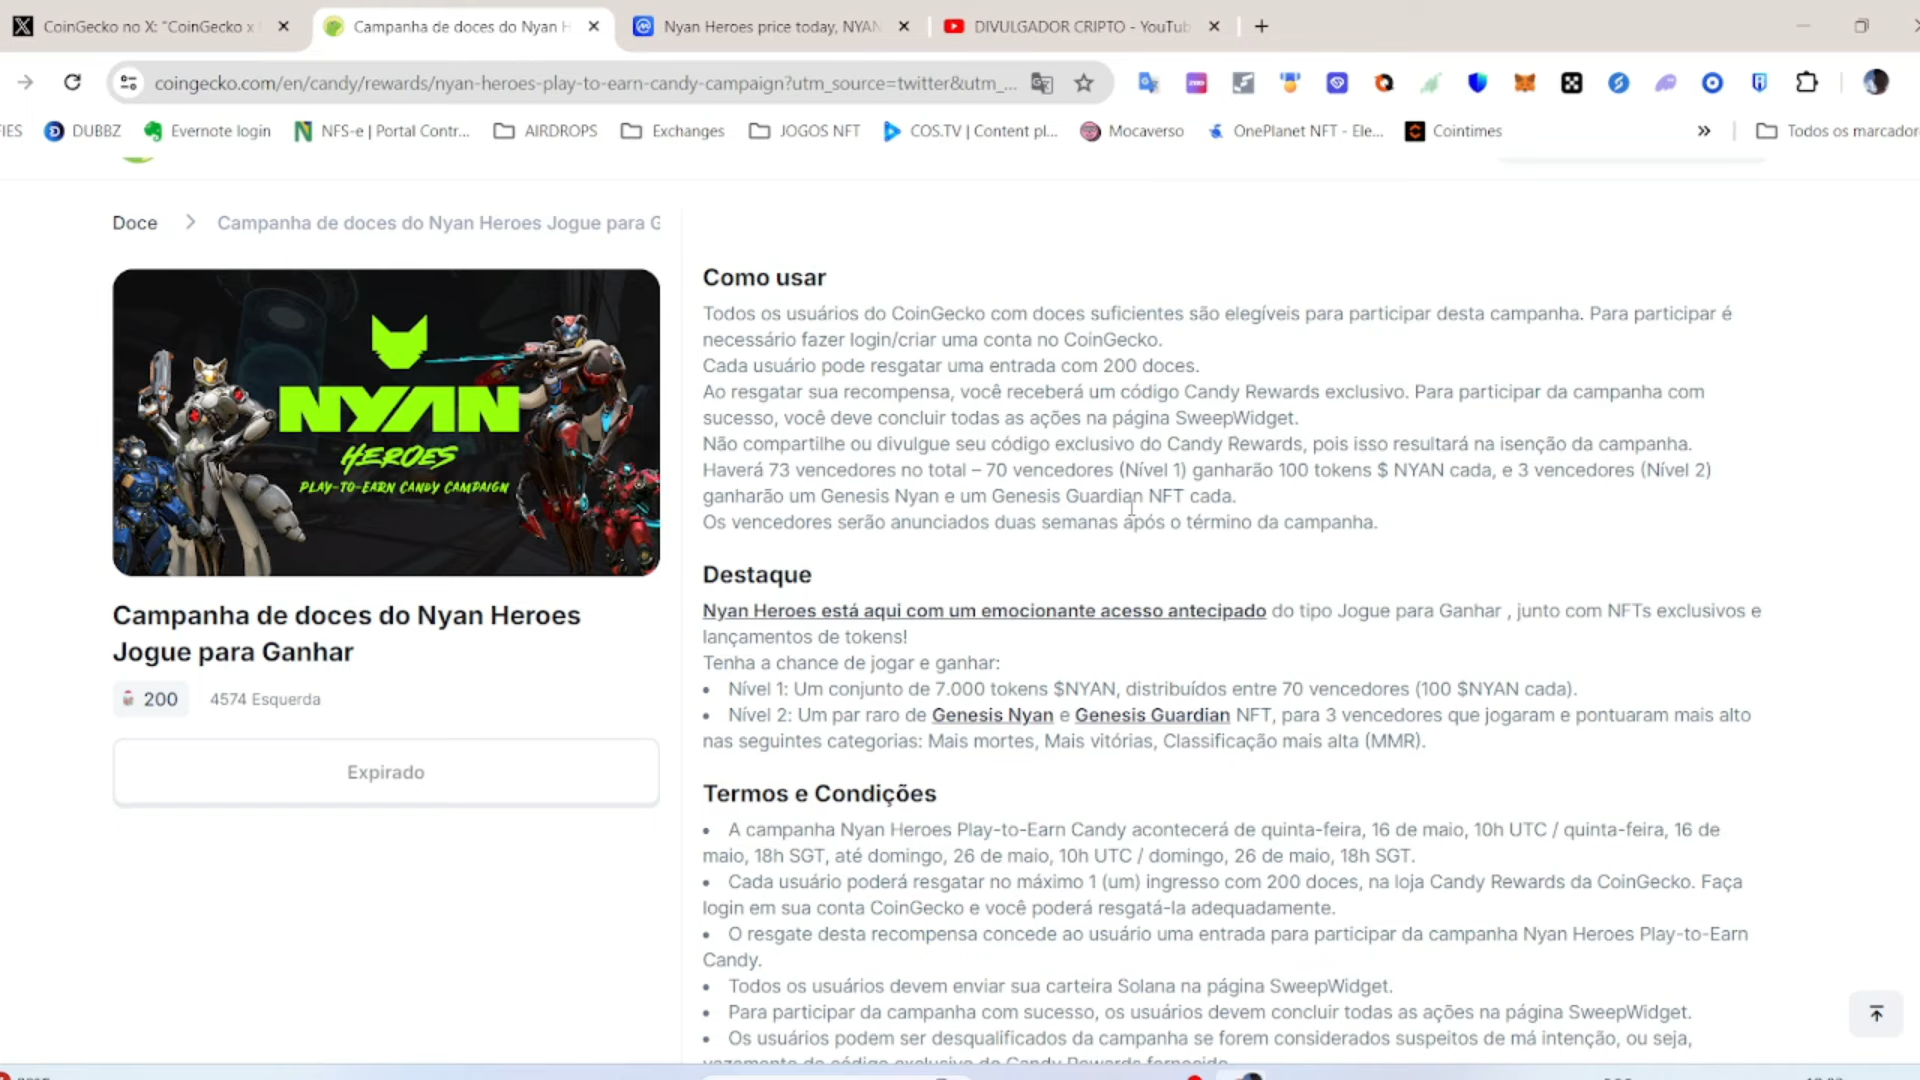 CoinGecko no X: "CoinGecko x
Campanha de doces do Nyan H
Nyan Heroes price today, NYAN
DIVULGADOR CRIPTO - YouTub
coingecko.com/en/candy/rewards/nyan-heroes-play-to-earn-candy-campaign?utm_source=twitter&utm_...
IES
DUBBZ
Evernote login
NFS-e | Portal Contr...
AIRDROPS
Exchanges
JOGOS NFT
COS.TV | Content pl...
Mocaverso
OnePlanet NFT - Ele...
Cointimes
»
Todos os marcador
Doce > Campanha de doces do Nyan Heroes Jogue para G
NYAN
HEROES
PLAY-TO-EARN CANDY CAMPAIGN
Campanha de doces do Nyan Heroes
Jogue para Ganhar
200 4574 Esquerda
Expirado
Como usar
Todos os usuários do CoinGecko com doces suficientes são elegíveis para participar desta campanha. Para participar é
necessário fazer login/criar uma conta no CoinGecko.
Cada usuário pode resgatar uma entrada com 200 doces.
Ao resgatar sua recompensa, você receberá um código Candy Rewards exclusivo. Para participar da campanha com
sucesso, você deve concluir todas as ações na página SweepWidget.
Não compartilhe ou divulgue seu código exclusivo do Candy Rewards, pois isso resultará na isenção da campanha.
Haverá 73 vencedores no total – 70 vencedores (Nível 1) ganharão 100 tokens $ NYAN cada, e 3 vencedores (Nível 2)
ganharão um Genesis Nyan e um Genesis Guardian NFT cada.
Os vencedores serão anunciados duas semanas após o término da campanha.
Destaque
Nyan Heroes está aqui com um emocionante acesso antecipado do tipo Jogue para Ganhar , junto com NFTs exclusivos e
lançamentos de tokens!
Tenha a chance de jogar e ganhar:
• Nível 1: Um conjunto de 7.000 tokens $NYAN, distribuídos entre 70 vencedores (100 $NYAN cada).
• Nível 2: Um par raro de Genesis Nyan e Genesis Guardian NFT, para 3 vencedores que jogaram e pontuaram mais alto
nas seguintes categorias: Mais mortes, Mais vitórias, Classificação mais alta (MMR).
Termos e Condições
• A campanha Nyan Heroes Play-to-Earn Candy acontecerá de quinta-feira, 16 de maio, 10h UTC / quinta-feira, 16 de
maio, 18h SGT, até domingo, 26 de maio, 10h UTC / domingo, 26 de maio, 18h SGT.
• Cada usuário poderá resgatar no máximo 1 (um) ingresso com 200 doces, na loja Candy Rewards da CoinGecko. Faça
login em sua conta CoinGecko e você poderá resgatá-la adequadamente.
• O resgate desta recompensa concede ao usuário uma entrada para participar da campanha Nyan Heroes Play-to-Earn
Candy.
• Todos os usuários devem enviar sua carteira Solana na página SweepWidget.
• Para participar da campanha com sucesso, os usuários devem concluir todas as ações na página SweepWidget.
• Os usuários podem ser desqualificados da campanha se forem considerados suspeitos de má intenção, ou seja,
vazamento do código exclusivo do Candy Rewards fornecido.